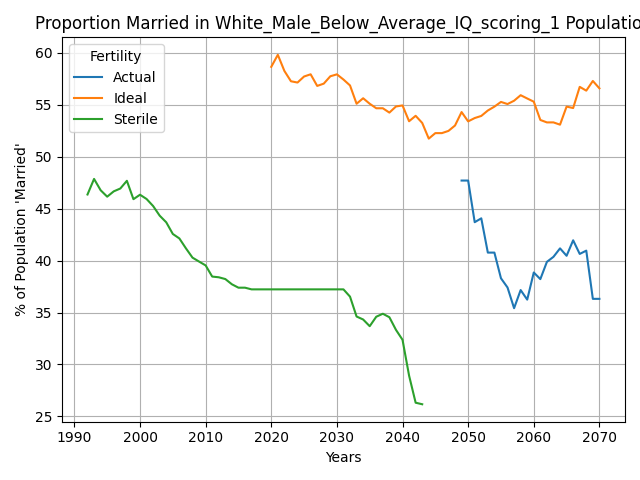 Proportion Married in White_Male_Below_Average_IQ_scoring_1 Populatio
Fertility
Actual
Ideal
Sterile
% of Population 'Married'
60
55
50
45
40
35
30
25
1990 2000 2010 2020 2030 2040 2050 2060 2070
Years